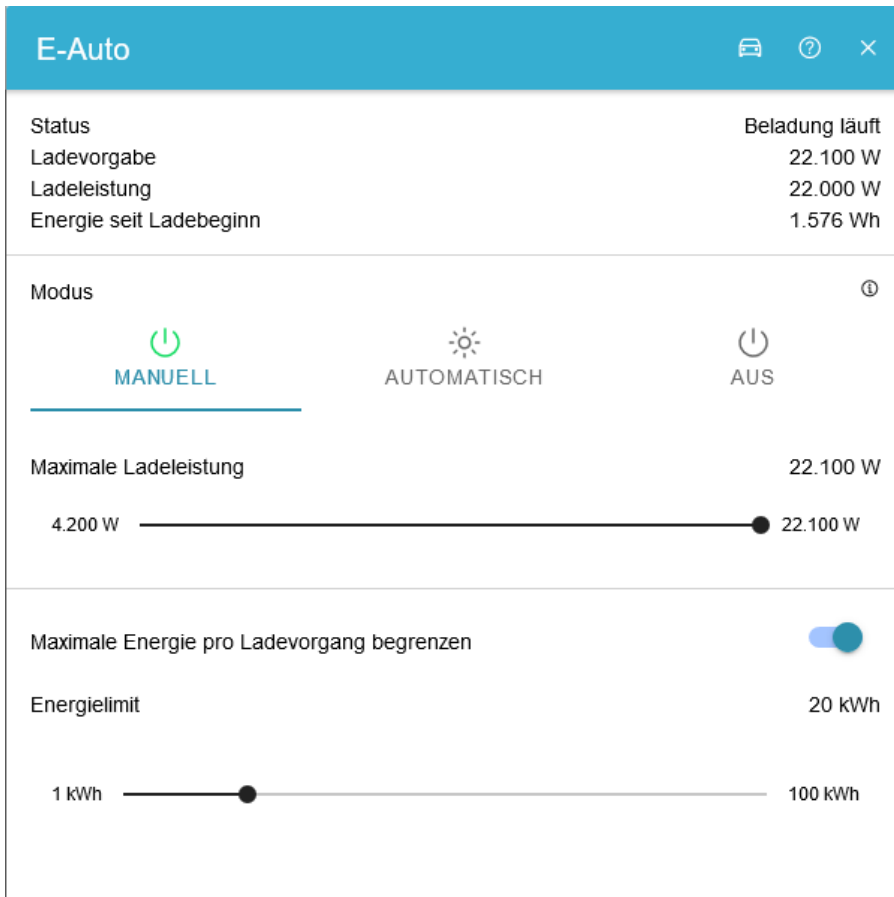 E-Auto
Status Beladung läuft
Ladevorgabe 22.100 W
Ladeleistung 22.000 W
Energie seit Ladebeginn 1.576 Wh
Modus
MANUELL AUTOMATISCH AUS
Maximale Ladeleistung 22.100 W
4.200 W 22.100 W
Maximale Energie pro Ladevorgang begrenzen
Energielimit 20 kWh
1 kWh 100 kWh